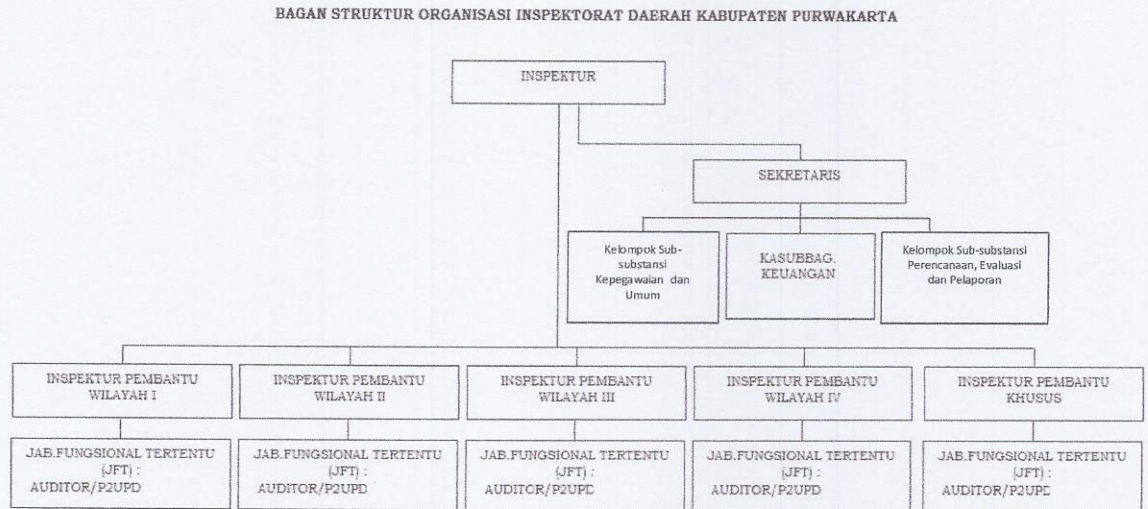 BAGAN STRUKTUR ORGANISASI INSPEKTORAT DAERAH KABUPATEN PURWAKARTA
INSPEKTUR
SEKRETARIS
Kelompok Sub-
substansi
Kepegawaian dan
Umum
KASUBBAG.
KEUANGAN
Kelompok Sub-substansi
Perencanaan, Evaluasi
dan Pelaporan
INSPEKTUR PEMBANTU
WILAYAH I
INSPEKTUR PEMBANTU
WILAYAH II
INSPEKTUR PEMBANTU
WILAYAH III
INSPEKTUR PEMBANTU
WILAYAH IV
INSPEKTUR PEMBANTU
KHUSUS
JAB.FUNGSIONAL TERTENTU
(JFT) :
AUDITOR/P2UPD
JAB.FUNGSIONAL TERTENTU
(JFT) :
AUDITOR/P2UPD
JAB.FUNGSIONAL TERTENTU
(JFT) :
AUDITOR/P2UPD
JAB.FUNGSIONAL TERTENTU
(JFT) :
AUDITOR/P2UPD
JAB.FUNGSIONAL TERTENTU
(JFT) :
AUDITOR/P2UPD